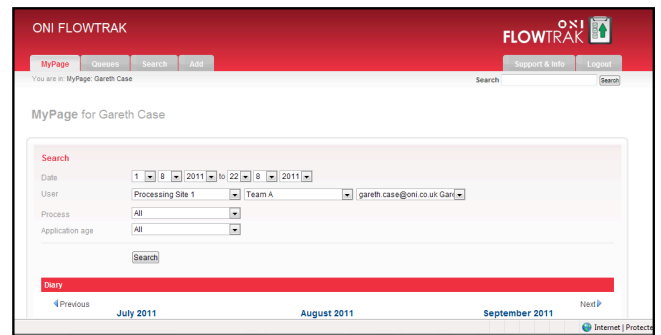 ONI FLOWTRAK
ONI
FLOWTRAK
MyPage Queues Search Add Support & Info Logout
You are in: MyPage: Gareth Case Search Search
MyPage for Gareth Case
Search
Date 1 8 2011 to 22 8 2011
User Processing Site 1 Team A gareth.case@oni.co.uk Gare
Process All
Application age All
Search
Diary
Previous Next
July 2011 August 2011 September 2011
Internet | Protecte